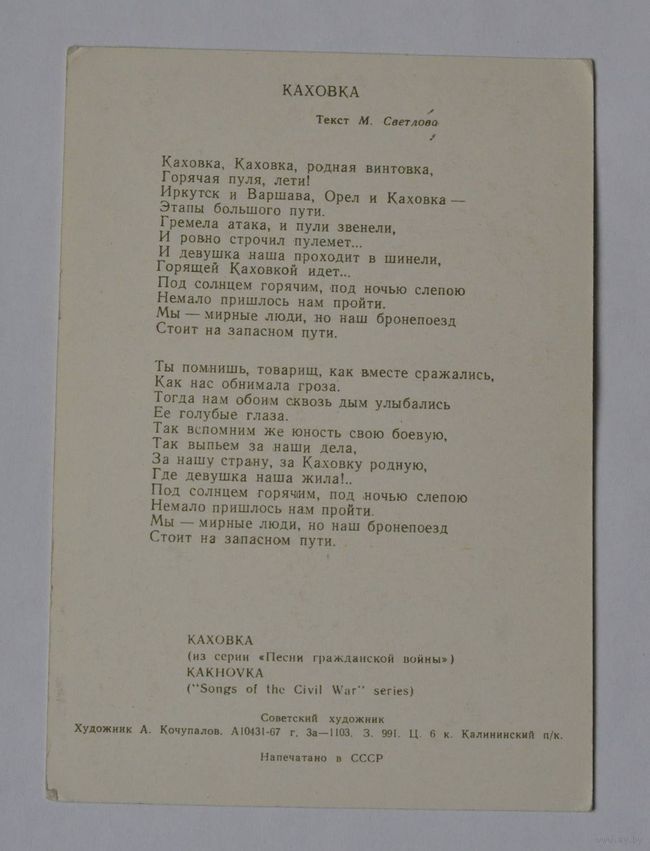 КАХОВКА
Текст М. Светлова
Каховка, Каховка, родная винтовка,
Горячая пуля, лети!
Иркутск и Варшава, Орел и Каховка —
Этапы большого пути.
Гремела атака, и пули звенели,
И ровно строчил пулемет...
И девушка наша проходит в шинели,
Горящей Каховкой идет...
Под солнцем горячим, под ночью слепою
Немало пришлось нам пройти.
Мы — мирные люди, но наш бронепоезд
Стоит на запасном пути.
Ты помнишь, товарищ, как вместе сражались,
Как нас обнимала гроза.
Тогда нам обоим сквозь дым улыбались
Ее голубые глаза.
Так вспомним же юность свою боевую,
Так выпьем за наши дела,
За нашу страну, за Каховку родную,
Где девушка наша жила!..
Под солнцем горячим, под ночью слепою
Немало пришлось нам пройти.
Мы — мирные люди, но наш бронепоезд
Стоит на запасном пути.
КАХОВКА
(из серии «Песни гражданской войны»)
KAKHOVKA
("Songs of the Civil War" series)
Советский художник
Художник А. Кочупалов. А10431-67 г. За—1103. З. 991. Ц. 6 к. Калининский п/к.
Напечатано в СССР